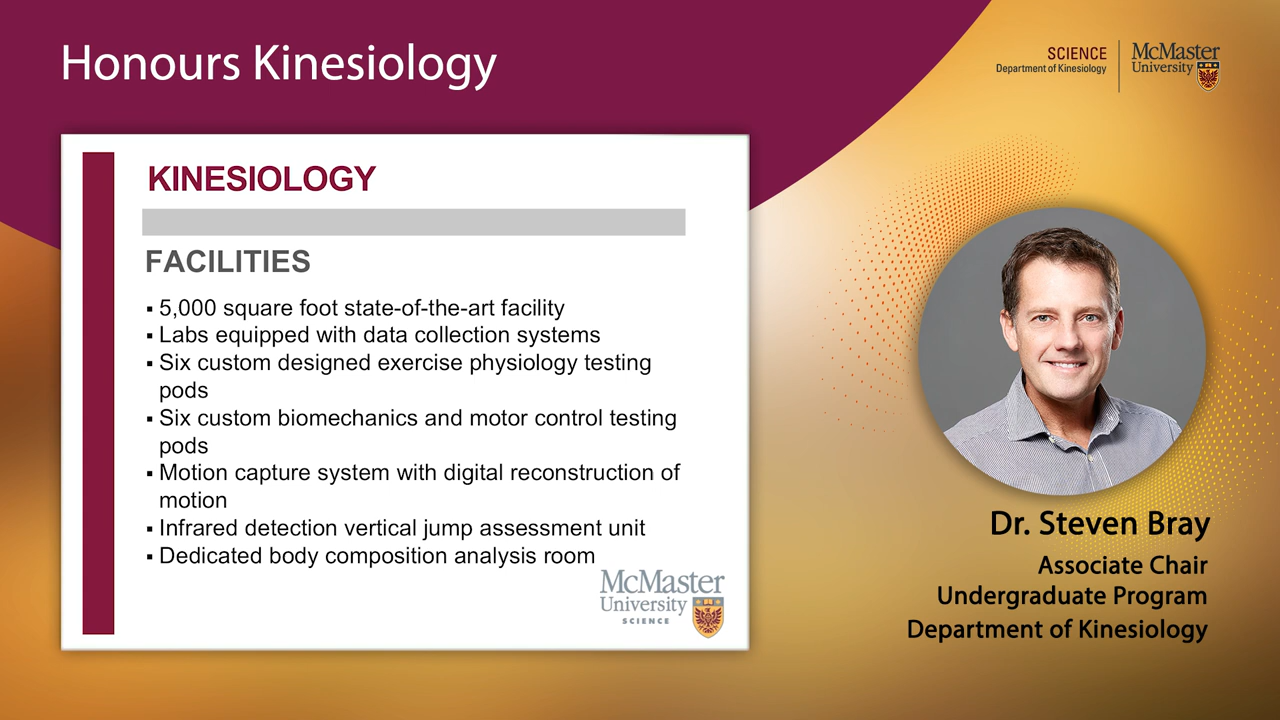 Honours Kinesiology
SCIENCE
Department of Kinesiology
McMaster
University
KINESIOLOGY
FACILITIES
▪ 5,000 square foot state-of-the-art facility
▪ Labs equipped with data collection systems
▪ Six custom designed exercise physiology testing
pods
▪ Six custom biomechanics and motor control testing
pods
▪ Motion capture system with digital reconstruction of
motion
▪ Infrared detection vertical jump assessment unit
▪ Dedicated body composition analysis room
McMaster
University
SCIENCE
Dr. Steven Bray
Associate Chair
Undergraduate Program
Department of Kinesiology